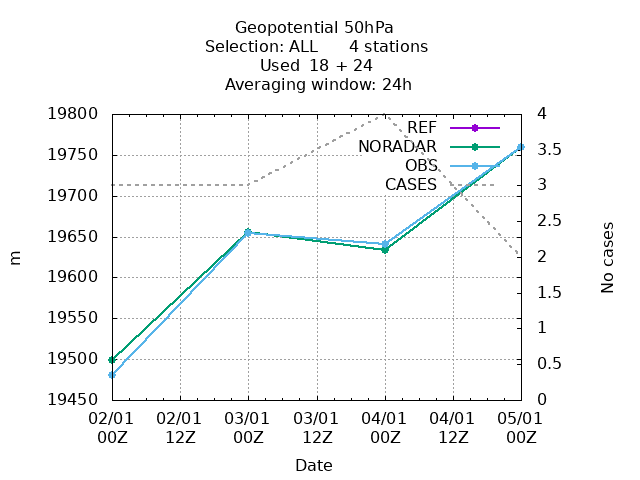 Geopotential 50hPa
Selection: ALL      4 stations
Used  18 + 24
Averaging window: 24h
19800
19750
19700
19650
19600
19550
19500
19450
4
3.5
3
2.5
2
1.5
1
0.5
0
REF
NORADAR
OBS
CASES
m
No cases
02/01 02/01 03/01 03/01 04/01 04/01 05/01
00Z 12Z 00Z 12Z 00Z 12Z 00Z
Date